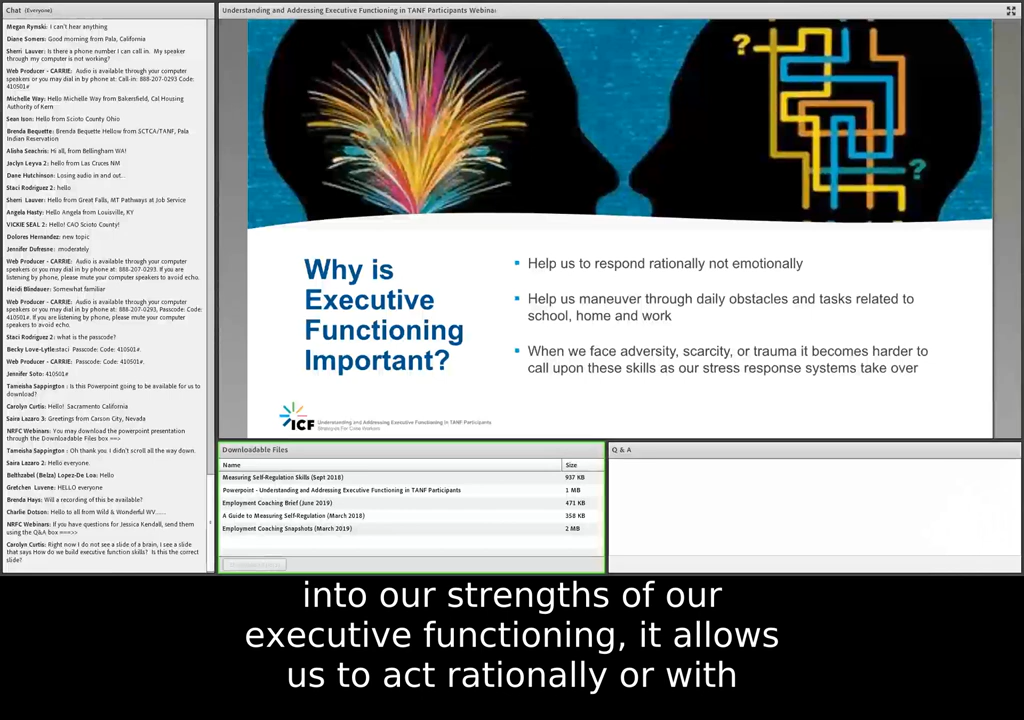 Chat (Everyone)
Megan Rynski: I can't hear anything
Diane Somers: Good morning from Pala, California
Sherri Lauver: Is there a phone number I can call in. My speaker
through my computer is not working?
Web Producer - CARRIE: Audio is available through your computer
speakers or you may dial in by phone at: Call-in: 888-207-0293 Code:
410501#
Michelle Way: Hello Michelle Way from Bakersfield, Cal Housing
Authority of Kern
Sean Ison: Hello from Scioto County Ohio
Brenda Bequette: Brenda Bequette Hellow from SCTCA/TANF, Pala
Indian Reservation
Alisha Seachris: Hi all, from Bellingham WA!
Jaclyn Leyva 2: hello from Las Cruces NM
Dane Hutchinson: Losing audio in and out..
Staci Rodriguez 2: hello
Sherri Lauver: Hello from Great Falls, MT Pathways at Job Service
Angela Hasty: Hello Angela from Louisville, KY
VICKIE SEAL 2: Hello! CAO Scioto County!
Dolores Hernandez: new topic
Jennifer Dufresne: moderately
Web Producer - CARRIE: Audio is available through your computer
speakers or you may dial in by phone at: 888-207-0293. If you are
listening by phone, please mute your computer speakers to avoid echo.
Heidi Blindauer: Somewhat familiar
Web Producer - CARRIE: Audio is available through your computer
speakers or you may dial in by phone at: 888-207-0293, Passcode: Code:
410501#. If you are listening by phone, please mute your computer
speakers to avoid echo.
Staci Rodriguez 2: what is the passcode?
Becky Love-Lytle:staci Passcode: Code: 410501#.
Web Producer - CARRIE: Passcode: Code: 410501#.
Jennifer Soto: 410501#
Tameisha Sappington : Is this Powerpoint going to be available for us to
download?
Carolyn Curtis: Hello! Sacramento California
Saira Lazaro 3: Greetings from Carson City, Nevada
NRFC Webinars: You may download the powerpoint presentation
through the Downloadable Files box ==>
Tameisha Sappington : Oh thank you. I didn't scroll all the way down.
Saira Lazaro 2: Hello everyone.
Belthzabel (Belza) Lopez-De Loa: Hello
Gretchen Luvene: HELLO everyone
Brenda Hays: Will a recording of this be available?
Charlie Dotson: Hello to all from Wild & Wonderful WV......
NRFC Webinars: If you have questions for Jessica Kendall, send them
using the Q&A box ===>>
Carolyn Curtis: Right now I do not see a slide of a brain, I see a slide
that says How do we build executive function skills? Is this the correct
slide?
Understanding and Addressing Executive Functioning in TANF Participants Webinar
?
?
Why is
Executive
Functioning
Important?
Help us to respond rationally not emotionally
Help us maneuver through daily obstacles and tasks related to
school, home and work
When we face adversity, scarcity, or trauma it becomes harder to
call upon these skills as our stress response systems take over
ICF
Understanding and Addressing Executive Functioning in TANF Participants
Strategies For Case Workers
Downloadable Files
Name Size
Measuring Self-Regulation Skills (Sept 2018) 937 KB
Powerpoint - Understanding and Addressing Executive Functioning in TANF Participants 1 MB
Employment Coaching Brief (June 2019) 471 KB
A Guide to Measuring Self-Regulation (March 2018) 358 KB
Employment Coaching Snapshots (March 2019) 2 MB
Q & A
into our strengths of our
executive functioning, it allows
us to act rationally or with